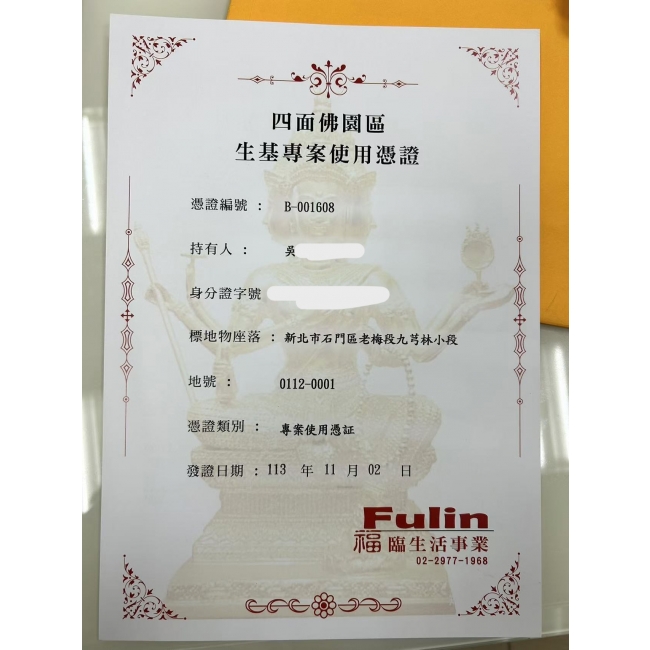 四面佛園區
生基專案使用憑證
憑證編號 : B-001608
持有人 : 吳
身分證字號
標地物座落 : 新北市石門區老梅段九芎林小段
地號 : 0112-0001
憑證類別 : 專案使用憑証
發證日期 : 113 年 11 月 02 日
Fulin
福臨生活事業
02-2977-1968